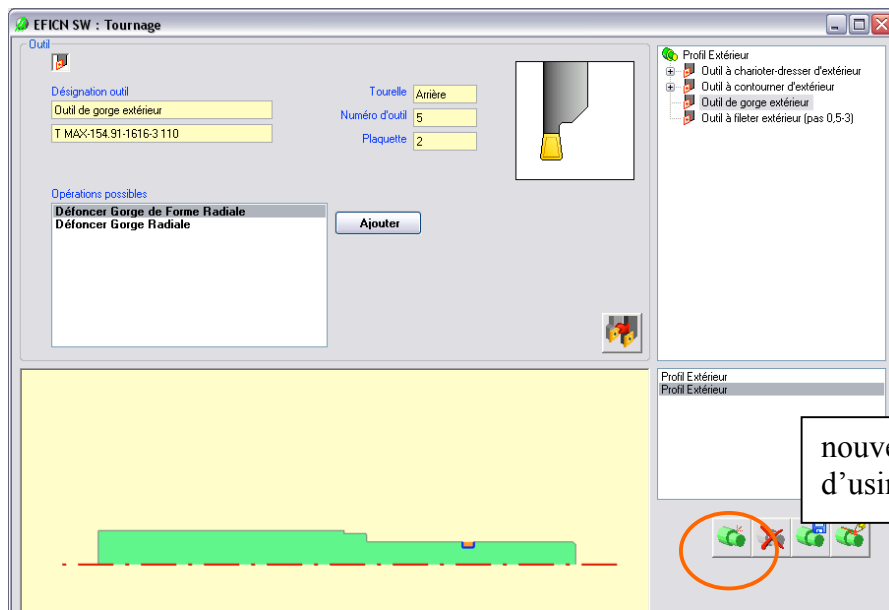 EFICN SW : Tournage
Outil
Désignation outil
Outil de gorge extérieur
T MAX-154.91-1616-3 110
Tourelle Arrière
Numéro d'outil 5
Plaquette 2
Opérations possibles
Défoncer Gorge de Forme Radiale
Défoncer Gorge Radiale
Ajouter
Profil Extérieur
Outil à charioter-dresser d'extérieur
Outil à contourner d'extérieur
Outil de gorge extérieur
Outil à fileter extérieur (pas 0,5-3)
Profil Extérieur
Profil Extérieur